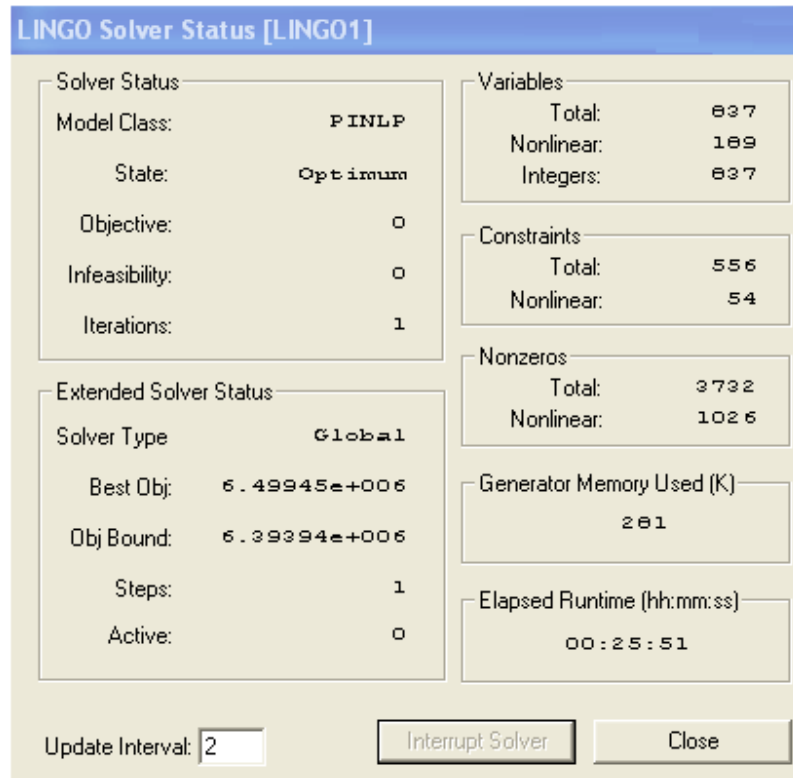 LINGO Solver Status [LINGO1]
Solver Status
Model Class: PINLP
State: Optimum
Objective: 0
Infeasibility: 0
Iterations: 1
Extended Solver Status
Solver Type Global
Best Obj: 6.49945e+006
Obj Bound: 6.39394e+006
Steps: 1
Active: 0
Variables
Total: 837
Nonlinear: 189
Integers: 837
Constraints
Total: 556
Nonlinear: 54
Nonzeros
Total: 3732
Nonlinear: 1026
Generator Memory Used (K)
281
Elapsed Runtime (hh:mm:ss)
00:25:51
Update Interval: 2
Interrupt Solver
Close